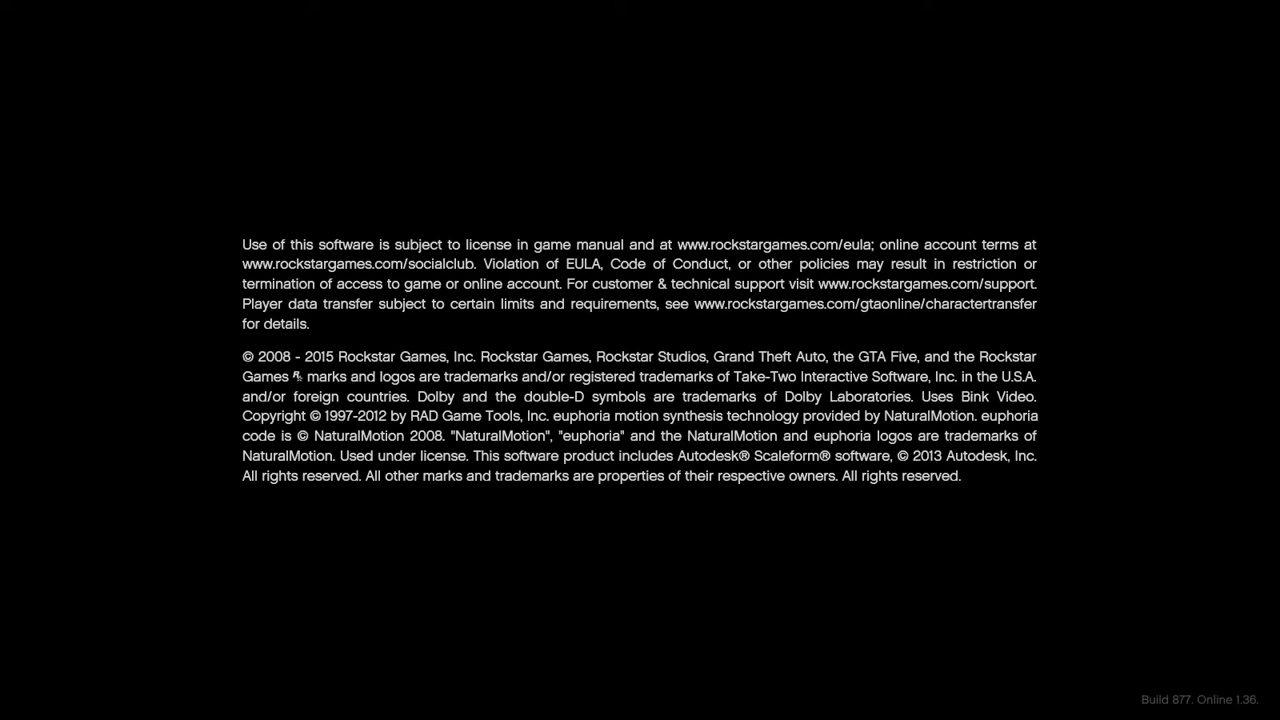 Use of this software is subject to license in game manual and at www.rockstargames.com/eula; online account terms at
www.rockstargames.com/socialclub. Violation of EULA, Code of Conduct, or other policies may result in restriction or
termination of access to game or online account. For customer & technical support visit www.rockstargames.com/support.
Player data transfer subject to certain limits and requirements, see www.rockstargames.com/gtaonline/charactertransfer
for details.
© 2008 - 2015 Rockstar Games, Inc. Rockstar Games, Rockstar Studios, Grand Theft Auto, the GTA Five, and the Rockstar
Games R* marks and logos are trademarks and/or registered trademarks of Take-Two Interactive Software, Inc. in the U.S.A.
and/or foreign countries. Dolby and the double-D symbols are trademarks of Dolby Laboratories. Uses Bink Video.
Copyright © 1997-2012 by RAD Game Tools, Inc. euphoria motion synthesis technology provided by NaturalMotion. euphoria
code is © NaturalMotion 2008. "NaturalMotion", "euphoria" and the NaturalMotion and euphoria logos are trademarks of
NaturalMotion. Used under license. This software product includes Autodesk® Scaleform® software, © 2013 Autodesk, Inc.
All rights reserved. All other marks and trademarks are properties of their respective owners. All rights reserved.
Build 877. Online 1.36.